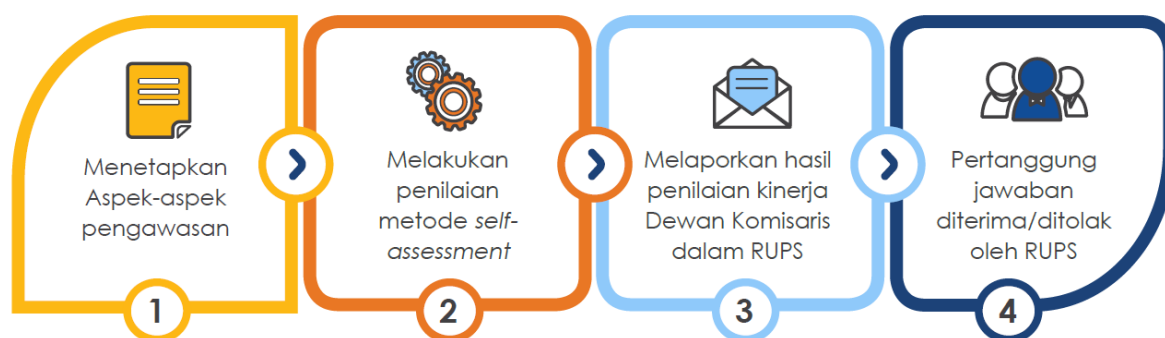 Menetapkan
Aspek-aspek
pengawasan
1
Melakukan
penilaian
metode self-
assessment
2
Melaporkan hasil
penilaian kinerja
Dewan Komisaris
dalam RUPS
3
Pertanggung
jawaban
diterima/ditolak
oleh RUPS
4